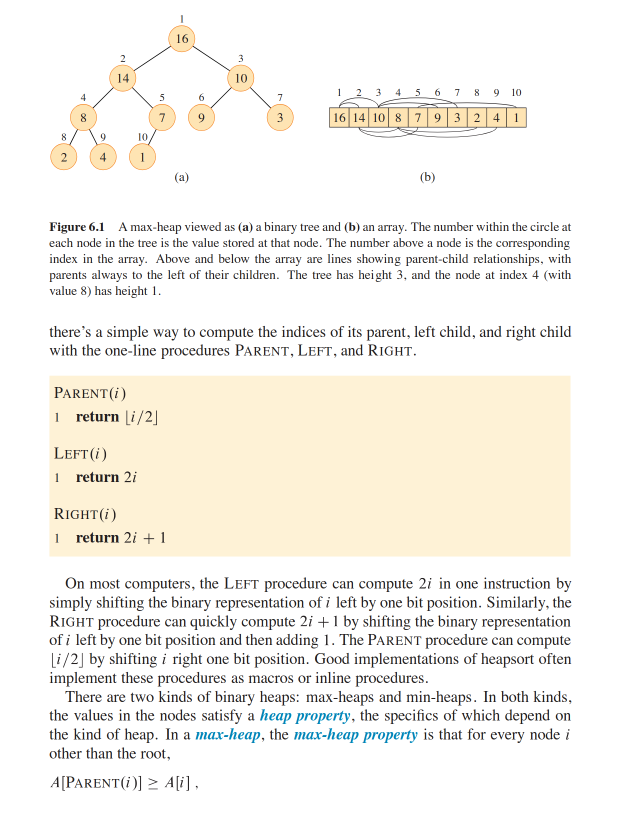 1
16
2 3
14 10
4 5 6 7
8 7 9 3
8 9 10
2 4 1
(a)
1 2 3 4 5 6 7 8 9 10
16 14 10 8 7 9 3 2 4 1
(b)
Figure 6.1 A max-heap viewed as (a) a binary tree and (b) an array. The number within the circle at
each node in the tree is the value stored at that node. The number above a node is the corresponding
index in the array. Above and below the array are lines showing parent-child relationships, with
parents always to the left of their children. The tree has height 3, and the node at index 4 (with
value 8) has height 1.
there's a simple way to compute the indices of its parent, left child, and right child
with the one-line procedures PARENT, LEFT, and RIGHT.
PARENT(i)
1 return ⌊i/2⌋
LEFT(i)
1 return 2i
RIGHT(i)
1 return 2i + 1
On most computers, the LEFT procedure can compute 2i in one instruction by
simply shifting the binary representation of i left by one bit position. Similarly, the
RIGHT procedure can quickly compute 2i + 1 by shifting the binary representation
of i left by one bit position and then adding 1. The PARENT procedure can compute
⌊i/2⌋ by shifting i right one bit position. Good implementations of heapsort often
implement these procedures as macros or inline procedures.
There are two kinds of binary heaps: max-heaps and min-heaps. In both kinds,
the values in the nodes satisfy a heap property, the specifics of which depend on
the kind of heap. In a max-heap, the max-heap property is that for every node i
other than the root,
A[PARENT(i)] ≥ A[i] ,